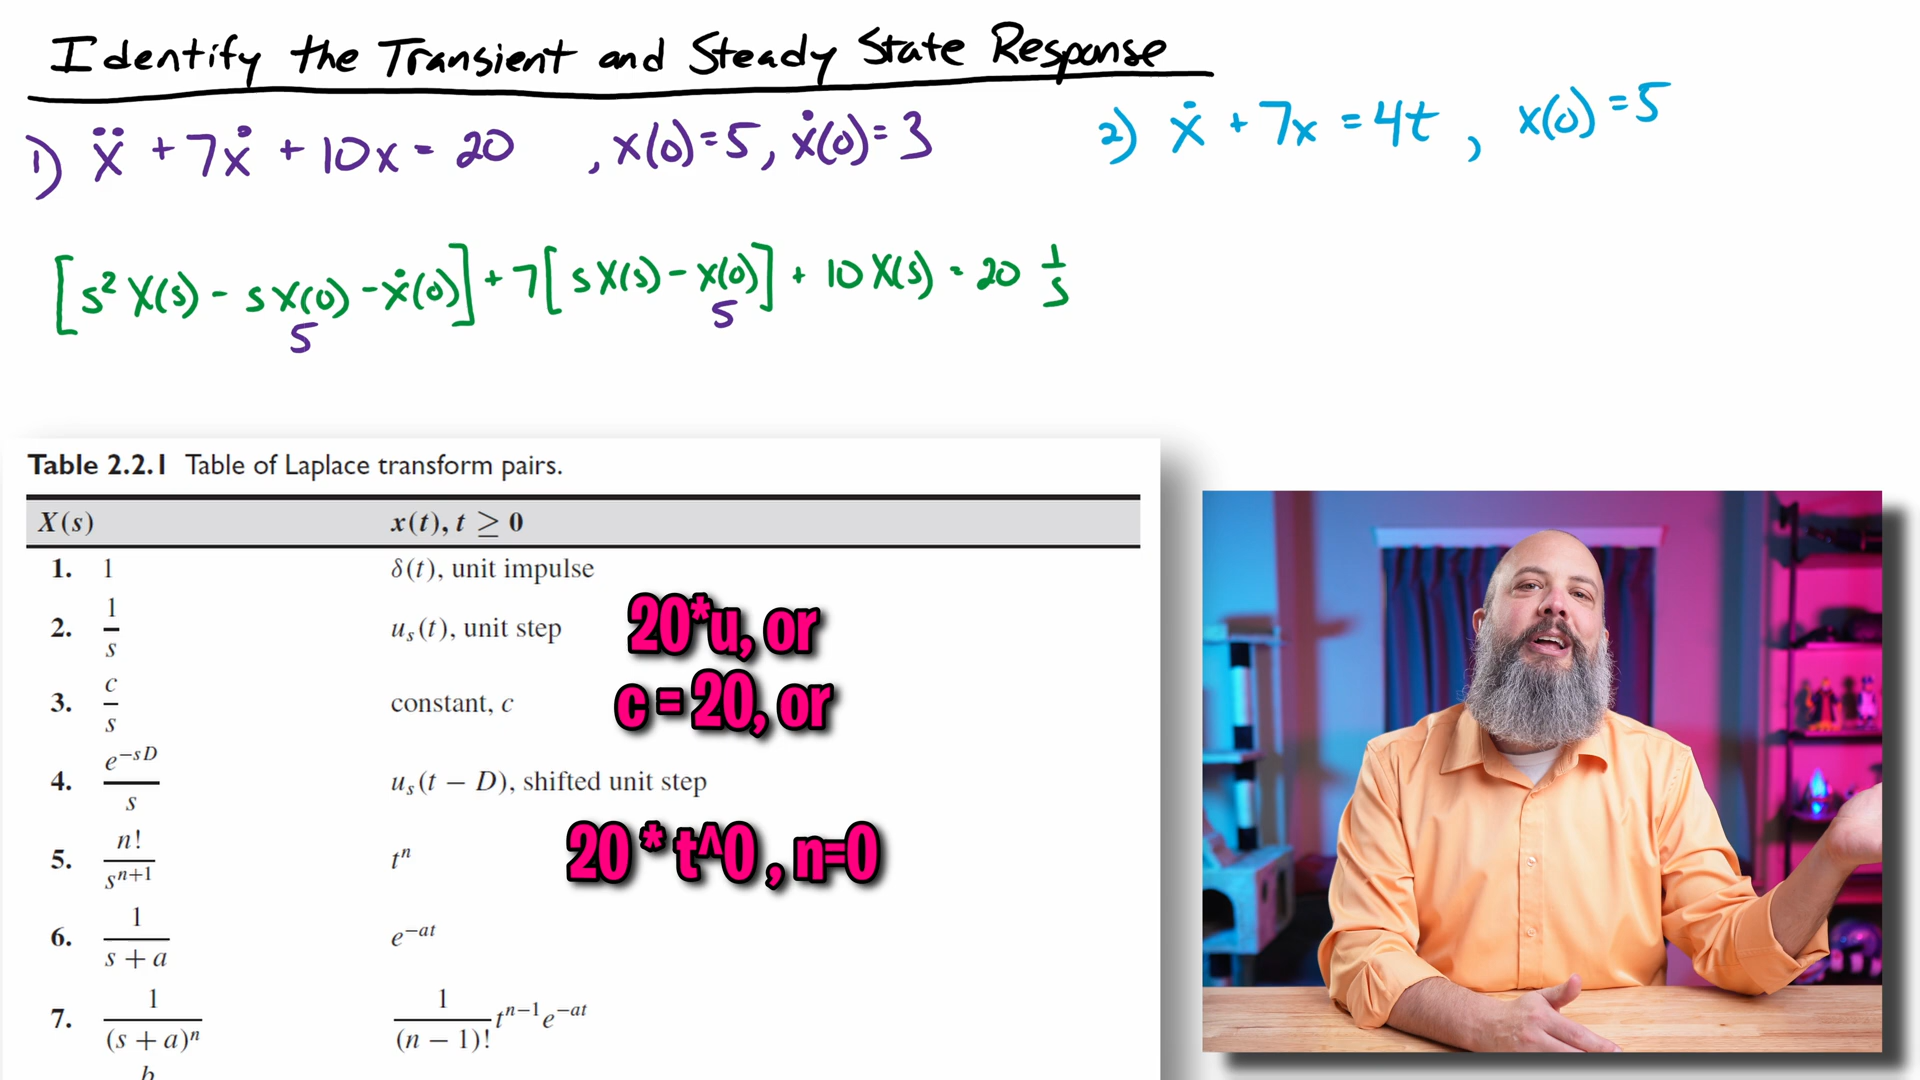 Identify the Transient and Steady State Response
1) ẍ + 7ẋ + 10x = 20 , x(0)=5, ẋ(0)=3
2) ẋ + 7x = 4t , x(0)=5
[s² X(s) - s x(0) - ẋ(0)] + 7[s X(s) - x(0)] + 10 X(s) = 20 1/s
5 5
Table 2.2.1 Table of Laplace transform pairs.
X(s) x(t), t ≥ 0
1. 1 δ(t), unit impulse
2. 1/s u_s(t), unit step
20*u, or
3. c/s constant, c
c = 20, or
4. e^{−sD}/s u_s(t − D), shifted unit step
5. n!/s^{n+1} t^n
20 * t^0 , n=0
6. 1/(s + a) e^{−at}
7. 1/(s + a)^n 1/(n − 1)! t^{n−1}e^{−at}
b